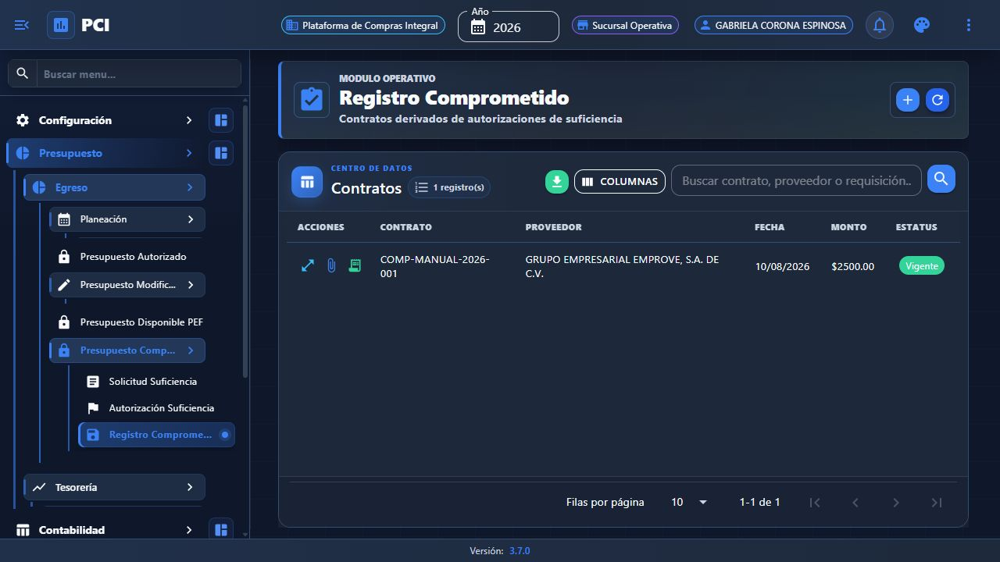 PCI
Plataforma de Compras Integral
Año
2026
Sucursal Operativa
GABRIELA CORONA ESPINOSA
Buscar menu...
Configuración
Presupuesto
Egreso
Planeación
Presupuesto Autorizado
Presupuesto Modific...
Presupuesto Disponible PEF
Presupuesto Comp...
Solicitud Suficiencia
Autorización Suficiencia
Registro Comprome...
Tesorería
Contabilidad
MODULO OPERATIVO
Registro Comprometido
Contratos derivados de autorizaciones de suficiencia
CENTRO DE DATOS
Contratos
1 registro(s)
COLUMNAS
Buscar contrato, proveedor o requisición..
ACCIONES CONTRATO PROVEEDOR FECHA MONTO ESTATUS
COMP-MANUAL-2026-
001
GRUPO EMPRESARIAL EMPROVE, S.A. DE
C.V.
10/08/2026
$2500.00
Vigente
Filas por página 10 1-1 de 1
Versión: 3.7.0